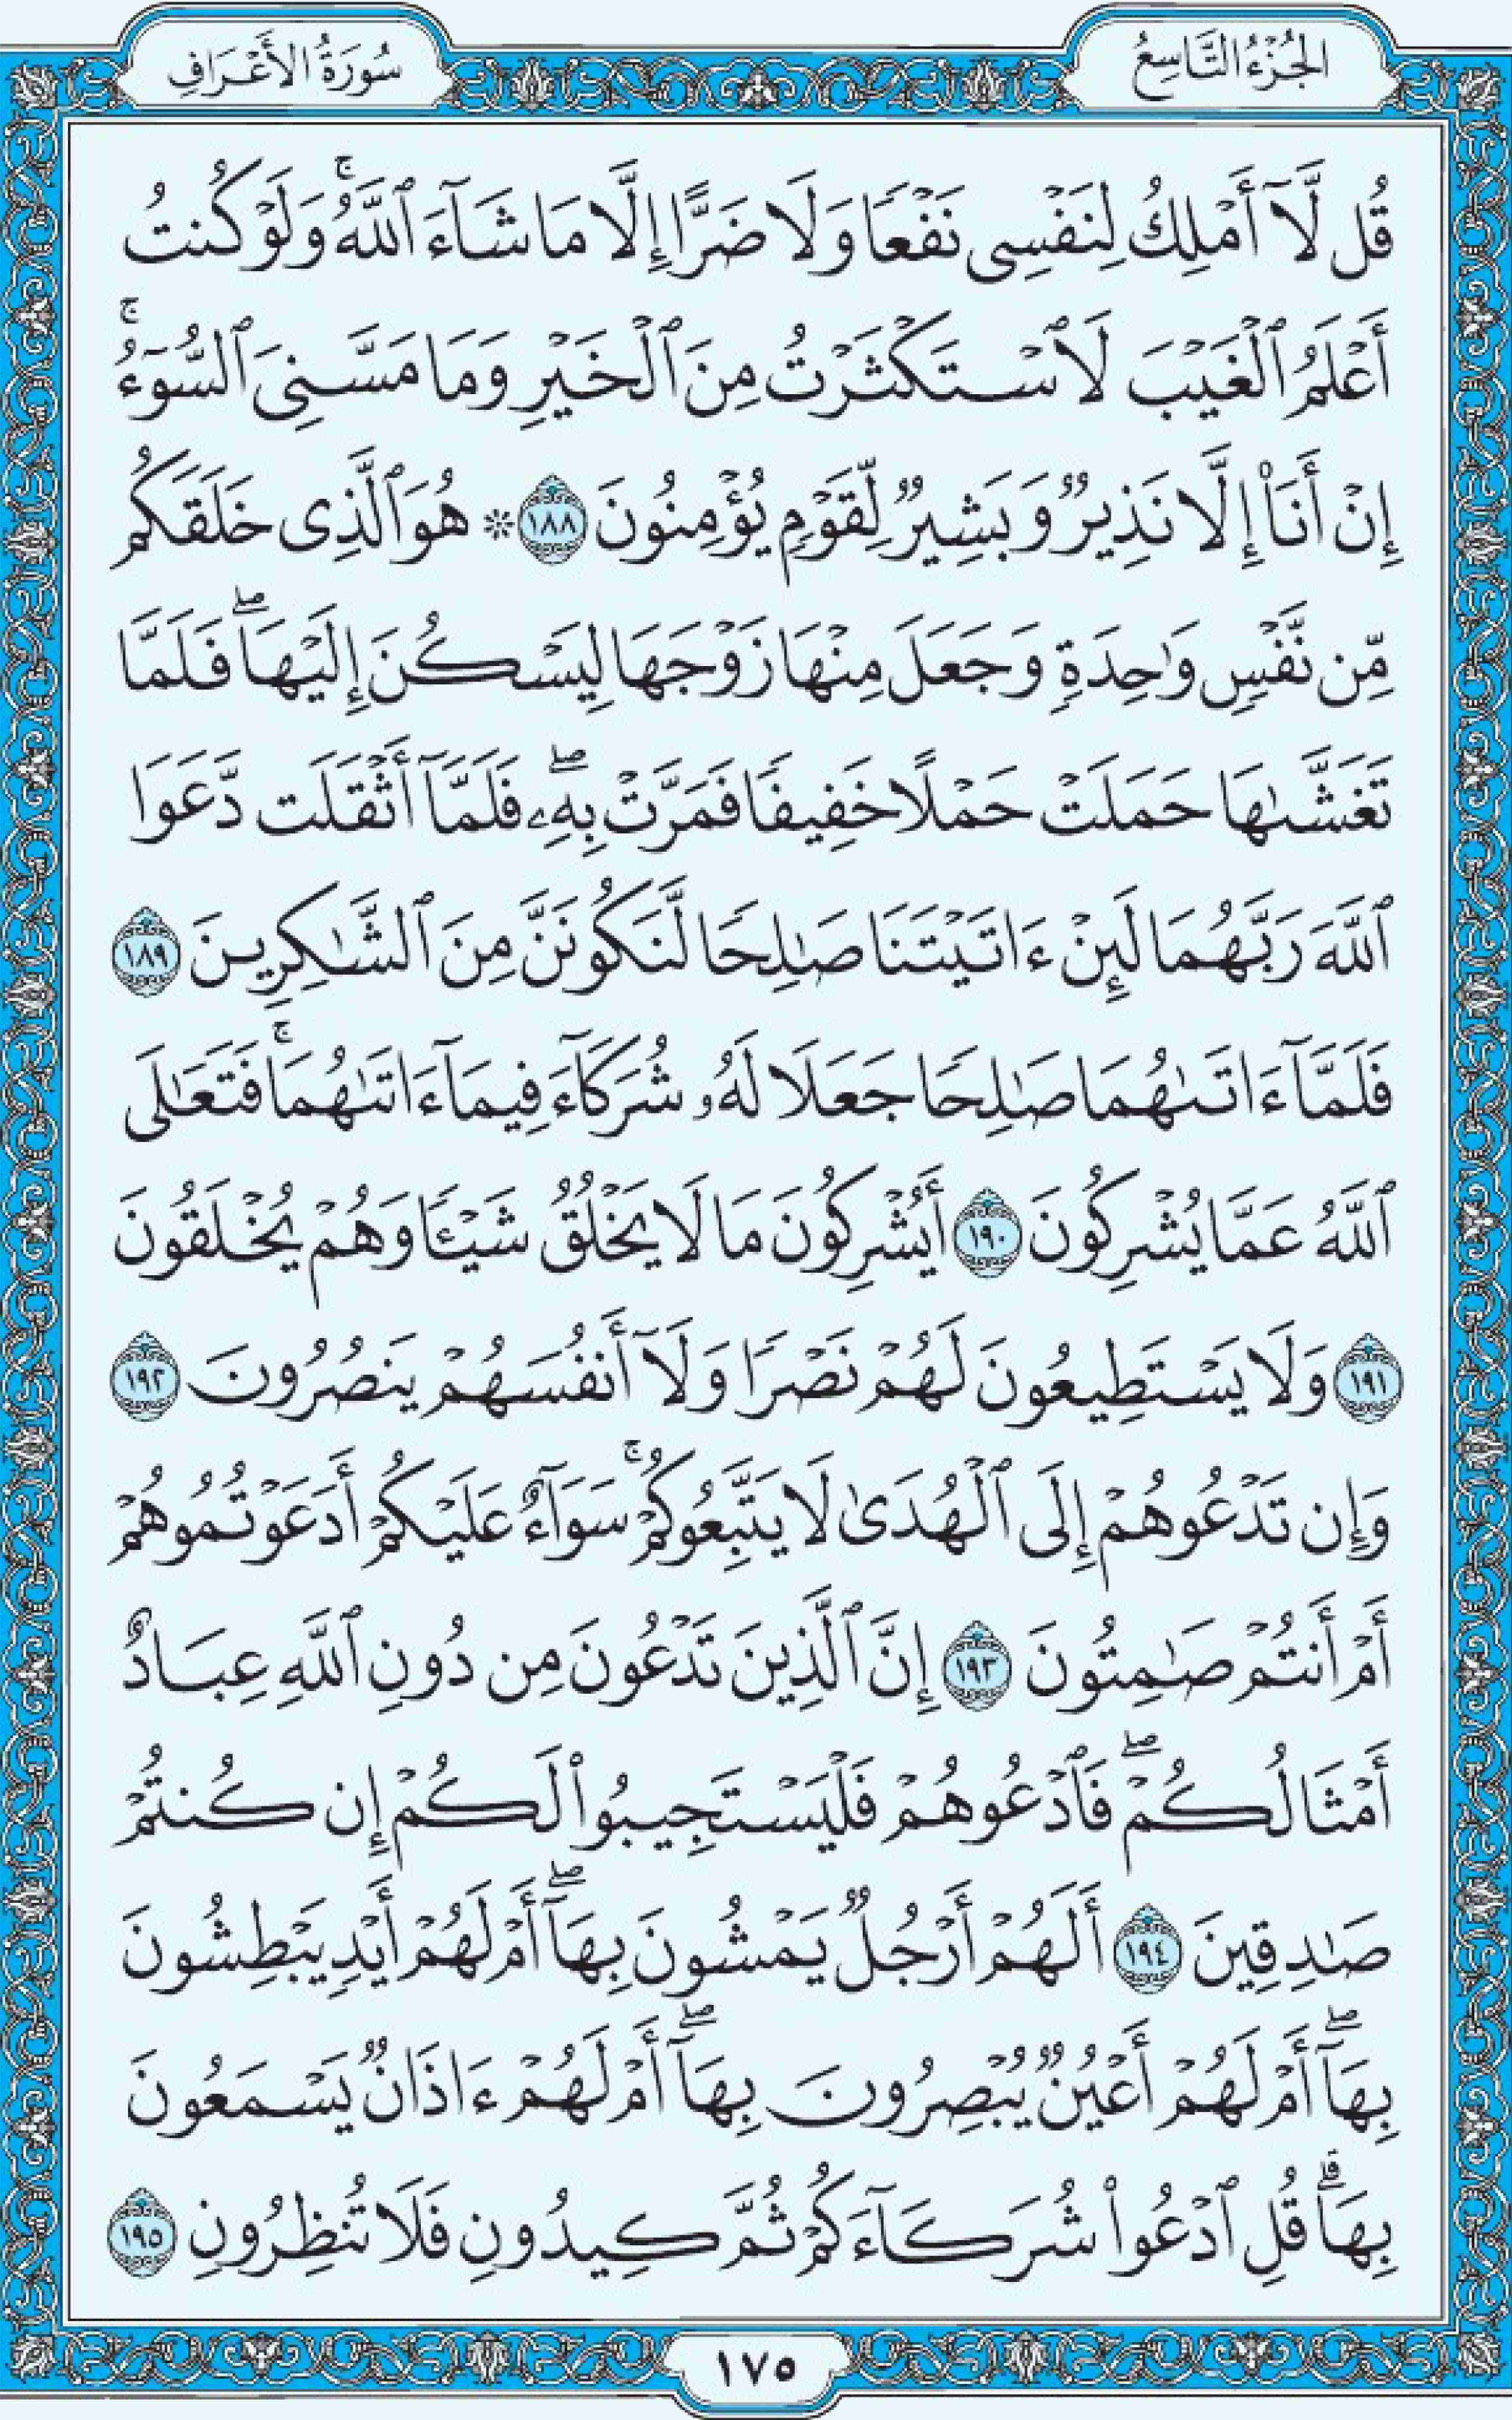 الجُزْءُ التَّاسِعُ
سُورَةُ الأَعْرَافِ
قُل لَّآ أَمْلِكُ لِنَفْسِى نَفْعًا وَلَا ضَرًّا إِلَّا مَا شَآءَ ٱللَّهُ ۚ وَلَوْ كُنتُ
أَعْلَمُ ٱلْغَيْبَ لَٱسْتَكْثَرْتُ مِنَ ٱلْخَيْرِ وَمَا مَسَّنِىَ ٱلسُّوٓءُ ۚ
إِنْ أَنَا۠ إِلَّا نَذِيرٌ وَبَشِيرٌ لِّقَوْمٍ يُؤْمِنُونَ ١٨٨ * هُوَ ٱلَّذِى خَلَقَكُم
مِّن نَّفْسٍ وَٰحِدَةٍ وَجَعَلَ مِنْهَا زَوْجَهَا لِيَسْكُنَ إِلَيْهَا ۖ فَلَمَّا
تَغَشَّىٰهَا حَمَلَتْ حَمْلًا خَفِيفًا فَمَرَّتْ بِهِۦ ۖ فَلَمَّآ أَثْقَلَت دَّعَوَا
ٱللَّهَ رَبَّهُمَا لَئِنْ ءَاتَيْتَنَا صَٰلِحًا لَّنَكُونَنَّ مِنَ ٱلشَّٰكِرِينَ ١٨٩
فَلَمَّآ ءَاتَىٰهُمَا صَٰلِحًا جَعَلَا لَهُۥ شُرَكَآءَ فِيمَآ ءَاتَىٰهُمَا ۚ فَتَعَٰلَى
ٱللَّهُ عَمَّا يُشْرِكُونَ ١٩٠ أَيُشْرِكُونَ مَا لَا يَخْلُقُ شَيْـًٔا وَهُمْ يُخْلَقُونَ
١٩١ وَلَا يَسْتَطِيعُونَ لَهُمْ نَصْرًا وَلَآ أَنفُسَهُمْ يَنصُرُونَ ١٩٢
وَإِن تَدْعُوهُمْ إِلَى ٱلْهُدَىٰ لَا يَتَّبِعُوكُمْ ۚ سَوَآءٌ عَلَيْكُمْ أَدَعَوْتُمُوهُمْ
أَمْ أَنتُمْ صَٰمِتُونَ ١٩٣ إِنَّ ٱلَّذِينَ تَدْعُونَ مِن دُونِ ٱللَّهِ عِبَادٌ
أَمْثَالُكُمْ ۖ فَٱدْعُوهُمْ فَلْيَسْتَجِيبُوا۟ لَكُمْ إِن كُنتُمْ
صَٰدِقِينَ ١٩٤ أَلَهُمْ أَرْجُلٌ يَمْشُونَ بِهَآ ۖ أَمْ لَهُمْ أَيْدٍ يَبْطِشُونَ
بِهَآ ۖ أَمْ لَهُمْ أَعْيُنٌ يُبْصِرُونَ بِهَآ ۖ أَمْ لَهُمْ ءَاذَانٌ يَسْمَعُونَ
بِهَا ۗ قُلِ ٱدْعُوا۟ شُرَكَآءَكُمْ ثُمَّ كِيدُونِ فَلَا تُنظِرُونِ ١٩٥
١٧٥